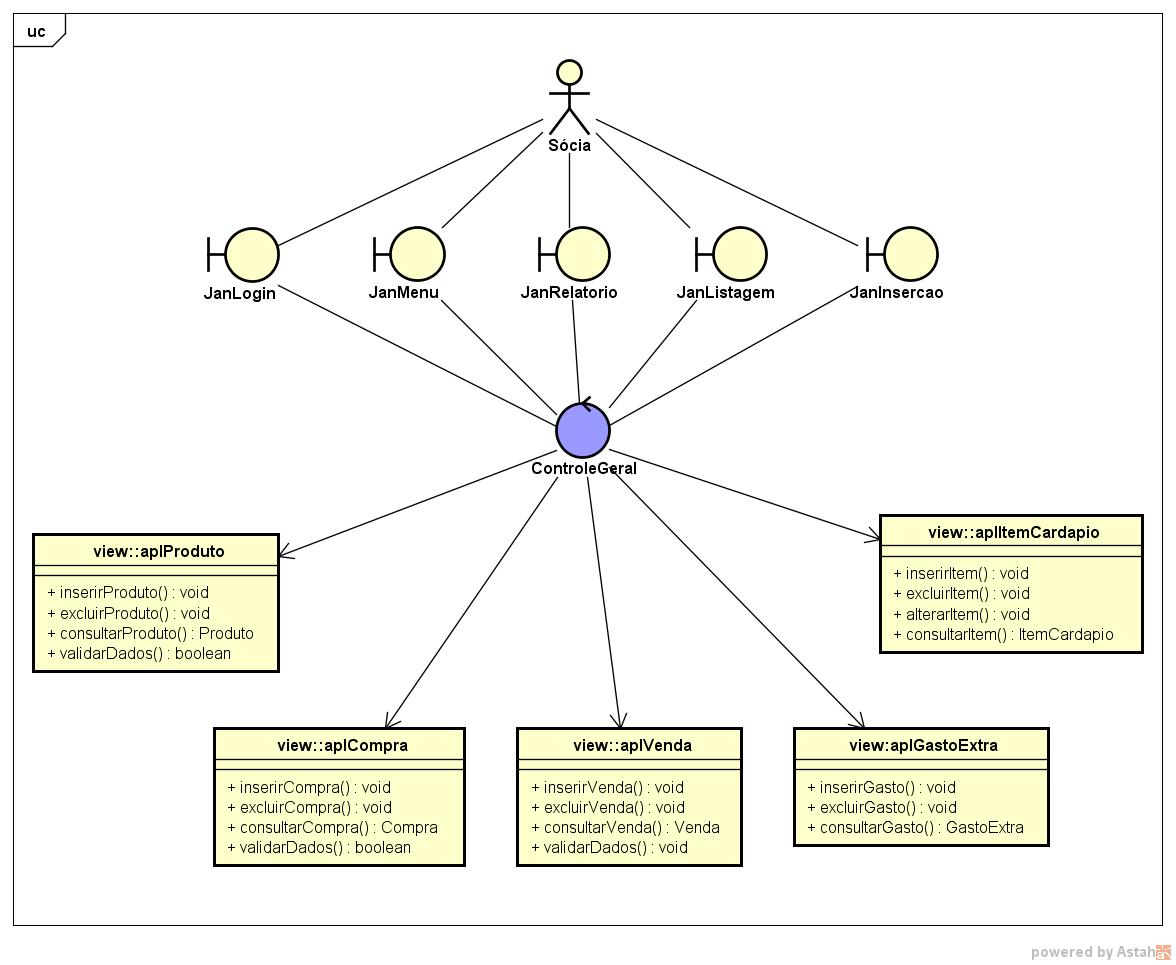 uc
Sócia
JanLogin
JanMenu
JanRelatorio
JanListagem
JanInsercao
ControleGeral
view::aplProduto
+ inserirProduto() : void
+ excluirProduto() : void
+ consultarProduto() : Produto
+ validarDados() : boolean
view::aplItemCardapio
+ inserirItem() : void
+ excluirItem() : void
+ alterarItem() : void
+ consultarItem() : ItemCardapio
view::aplCompra
+ inserirCompra() : void
+ excluirCompra() : void
+ consultarCompra() : Compra
+ validarDados() : boolean
view::aplVenda
+ inserirVenda() : void
+ excluirVenda() : void
+ consultarVenda() : Venda
+ validarDados() : void
view:aplGastoExtra
+ inserirGasto() : void
+ excluirGasto() : void
+ consultarGasto() : GastoExtra
powered by Astah